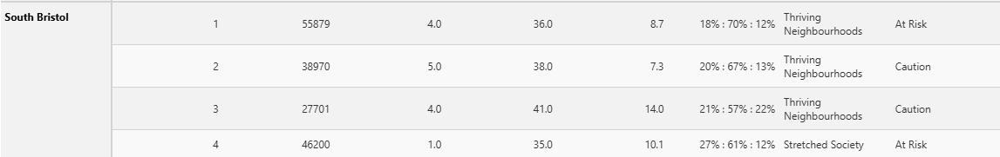 South Bristol
1 55879 4.0 36.0 8.7 18% : 70% : 12% Thriving Neighbourhoods At Risk
2 38970 5.0 38.0 7.3 20% : 67% : 13% Thriving Neighbourhoods Caution
3 27701 4.0 41.0 14.0 21% : 57% : 22% Thriving Neighbourhoods Caution
4 46200 1.0 35.0 10.1 27% : 61% : 12% Stretched Society At Risk